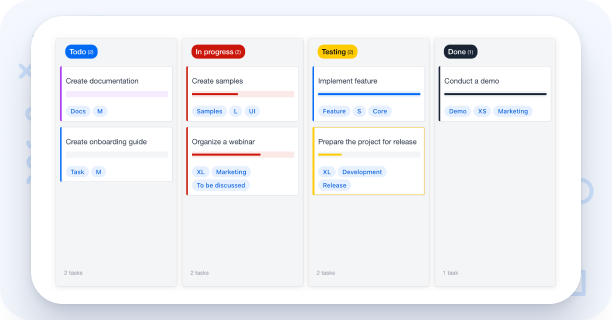 Todo (2)
Create documentation
Docs M
Create onboarding guide
Task M
2 tasks
In progress (2)
Create samples
Samples L UI
Organize a webinar
XL Marketing
To be discussed
2 tasks
Testing (2)
Implement feature
Feature S Core
Prepare the project for release
XL Development
Release
2 tasks
Done (1)
Conduct a demo
Demo XS Marketing
1 task